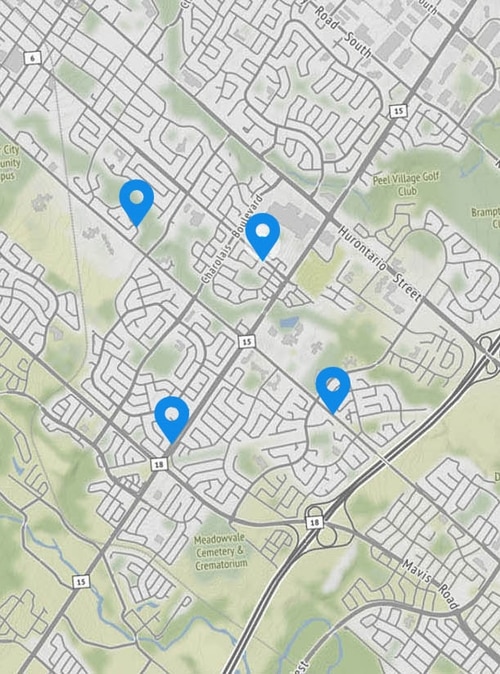 Road South
South
6
15
City
unity
pus
Peel Village Golf
Club
Brampt
Charolais Boulevard
Hurontario Street
15
18
18
Meadowvale
Cemetery &
Crematorium
15
Mavis Road
est